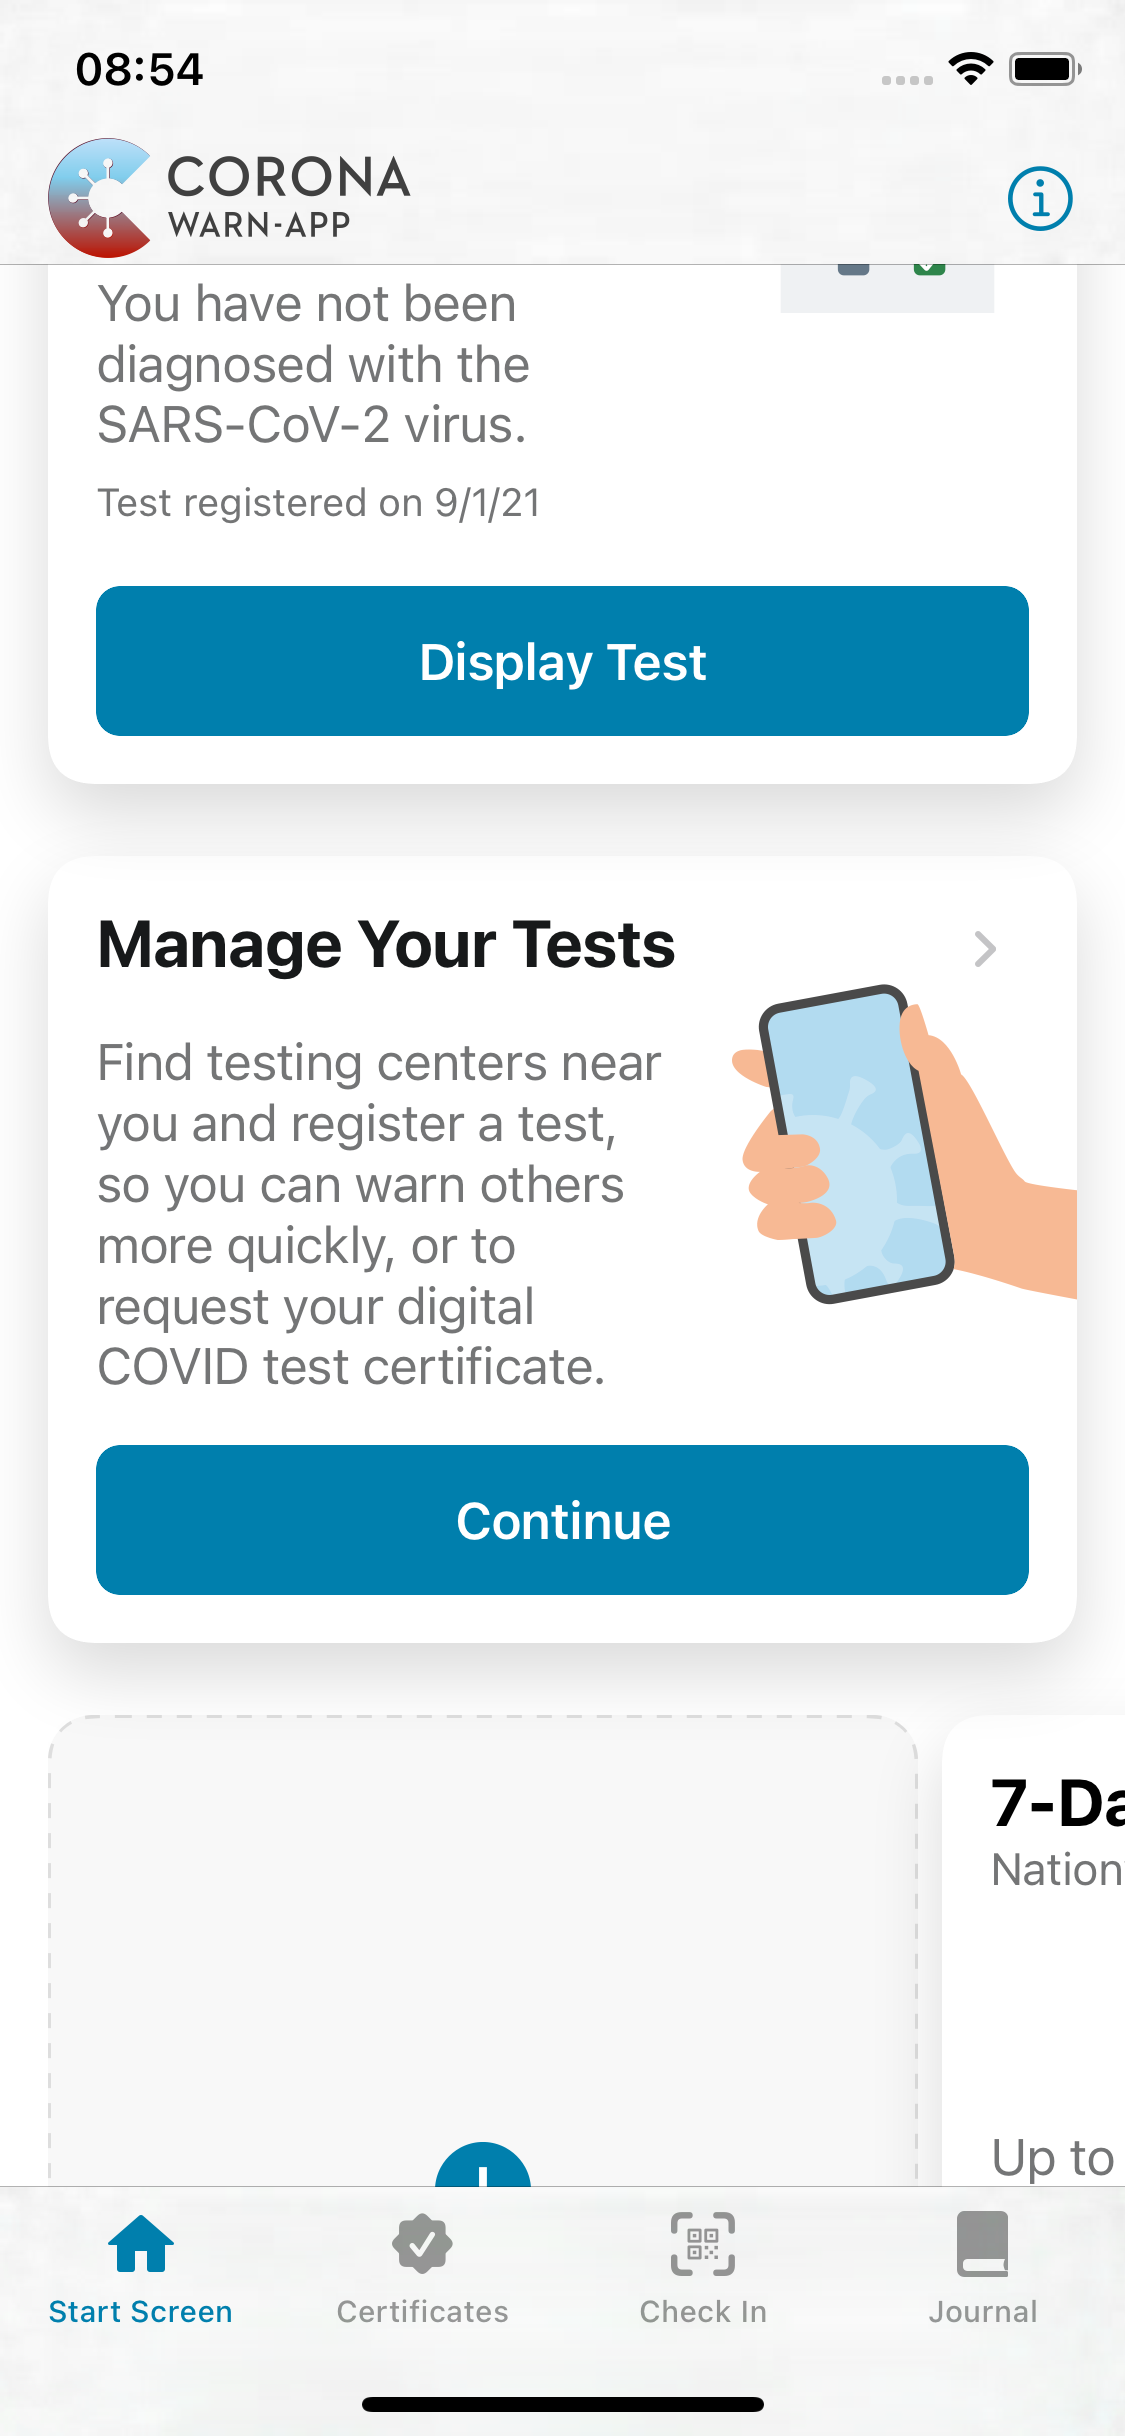 08:54
CORONA
WARN-APP
You have not been
diagnosed with the
SARS-CoV-2 virus.
Test registered on 9/1/21
Display Test
Manage Your Tests
Find testing centers near
you and register a test,
so you can warn others
more quickly, or to
request your digital
COVID test certificate.
Continue
7-Da
Nation
Up to
Start Screen
Certificates
Check In
Journal